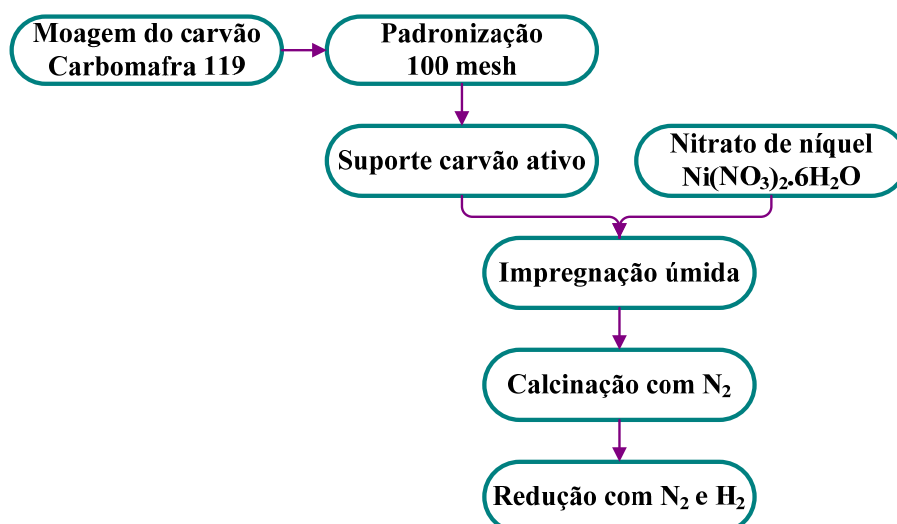 Moagem do carvão
Carbomafra 119
Padronização
100 mesh
Suporte carvão ativo
Nitrato de níquel
Ni(NO₃)₂.6H₂O
Impregnação úmida
Calcinação com N₂
Redução com N₂ e H₂